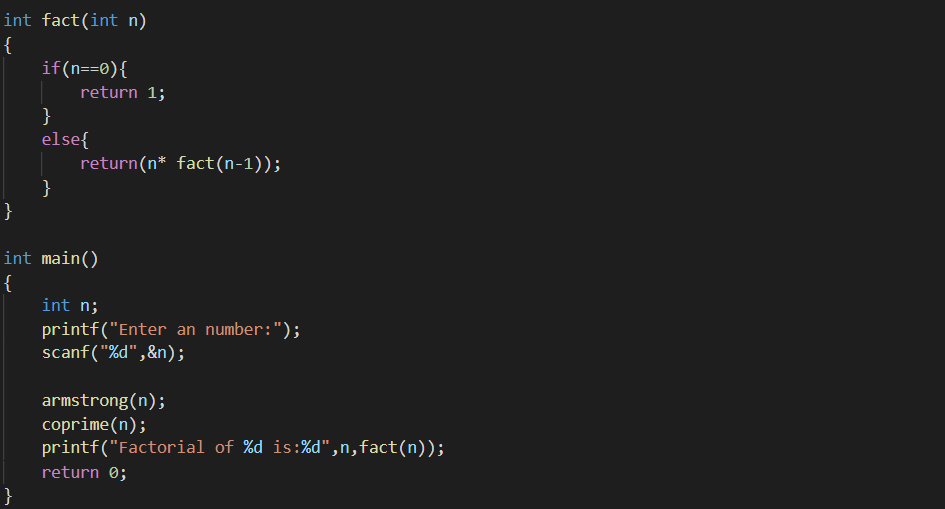 int fact(int n)
{
    if(n==0){
        return 1;
    }
    else{
        return(n* fact(n-1));
    }
}

int main()
{
    int n;
    printf("Enter an number:");
    scanf("%d",&n);

    armstrong(n);
    coprime(n);
    printf("Factorial of %d is:%d",n,fact(n));
    return 0;
}